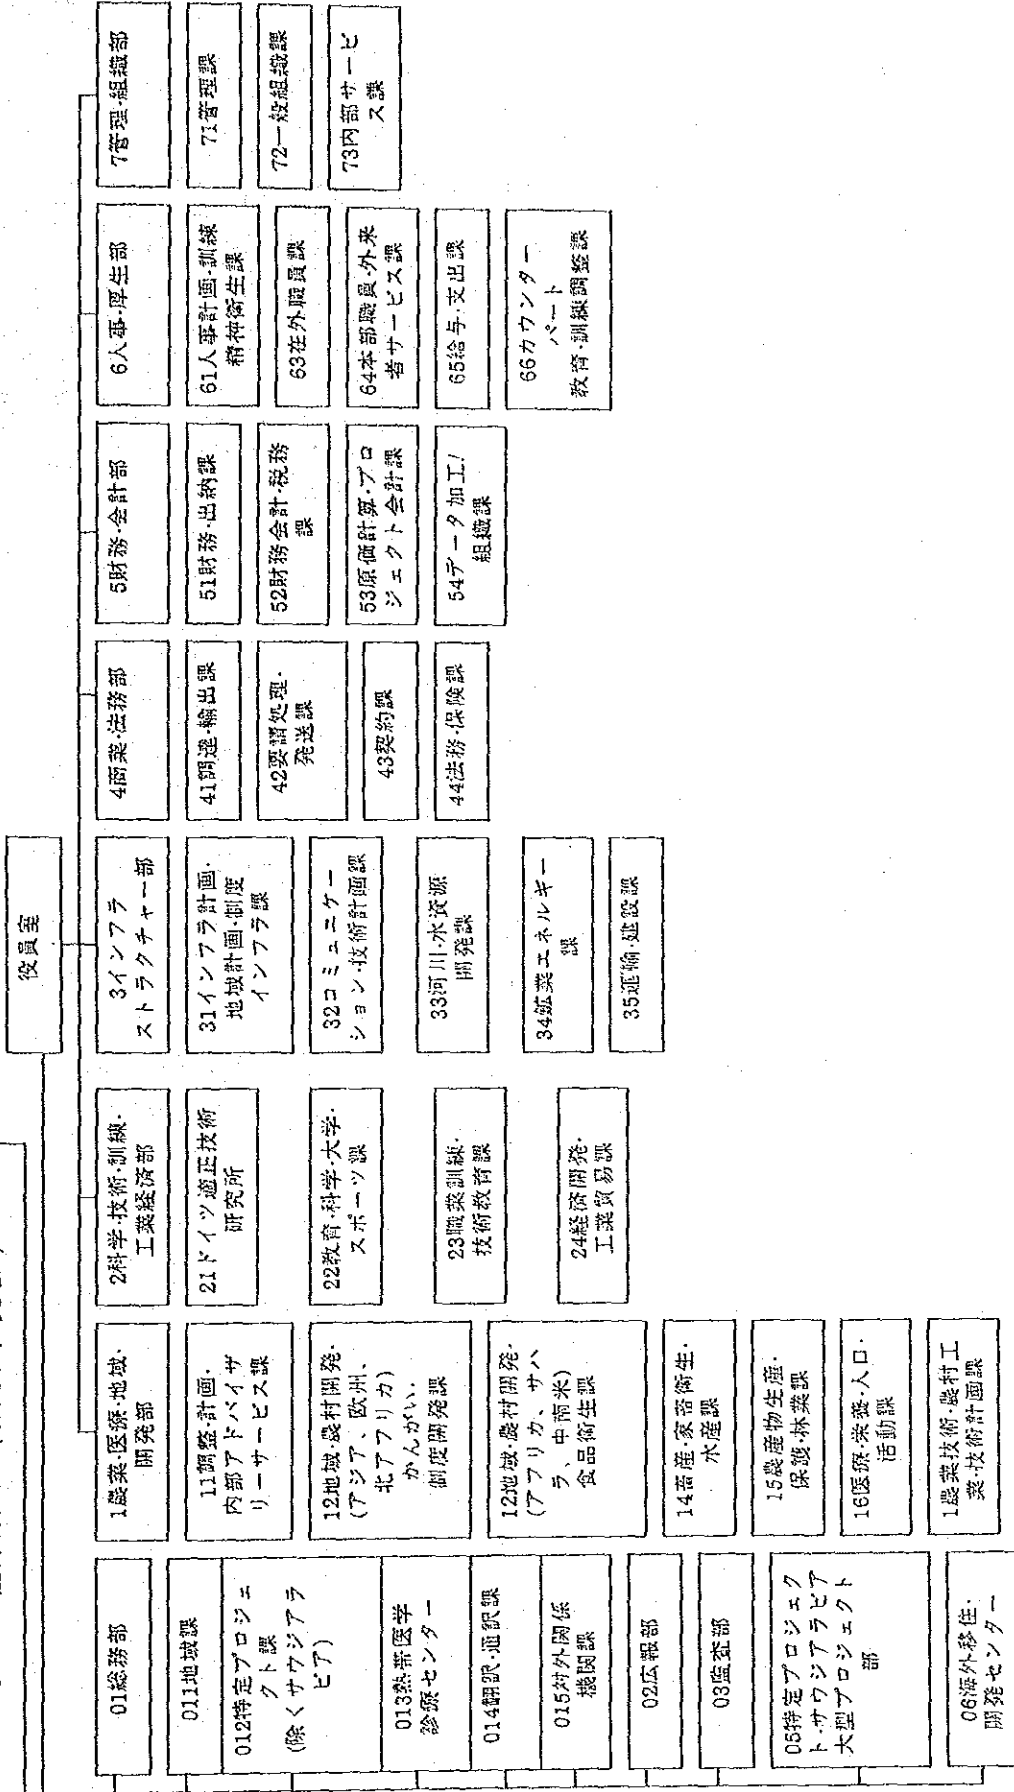 役員室
01総務部
011地域課
012特定プロジェ
クト課
(除くサウジアラ
ビア)
013熱帯医学
診療センター
014翻訳・通訳課
015対外関係
機関課
02広報部
03監査部
05特定プロジェク
ト・サウジアラビア
大型プロジェクト
部
06海外移住・
開発センター
1農業・医療・地域・
開発部
11調整・計画・
内部アドバイザ
リーサービス課
12地域・農村開発・
(アジア、欧州、
北アフリカ)
かんがい、
制度開発課
12地域・農村開発・
(アフリカ、サハ
ラ、中南米)
食品衛生課
14畜産・家畜衛生・
水産課
15農産物生産・
保護・林業課
16医療・栄養・人口・
活動課
1農業技術・農村工
業・技術計画課
2科学・技術・訓練・
工業経済部
21ドイツ適正技術
研究所
22教育・科学・大学・
スポーツ課
23職業訓練・
技術教育課
24経済開発・
工業貿易課
3インフラ
ストラクチャー部
31インフラ計画・
地域計画・制度
インフラ課
32コミュニケー
ション・技術計画課
33河川・水資源
開発課
34鉱業エネルギー
課
35運輸・建設課
4商業・法務部
41調達・輸出課
42要請処理・
発送課
43契約課
44法務・保険課
5財務・会計部
51財務・出納課
52財務会計・税務
課
53原価計算・プロ
ジェクト会計課
54データ加工/
組織課
6人事・厚生部
61人事計画・訓練
精神衛生課
63在外職員課
64本部職員・外来
者サービス課
65給与・支出課
66カウンター
パート
教育・訓練調整課
7管理・組織部
71管理課
72一般組織課
73内部サービ
ス課